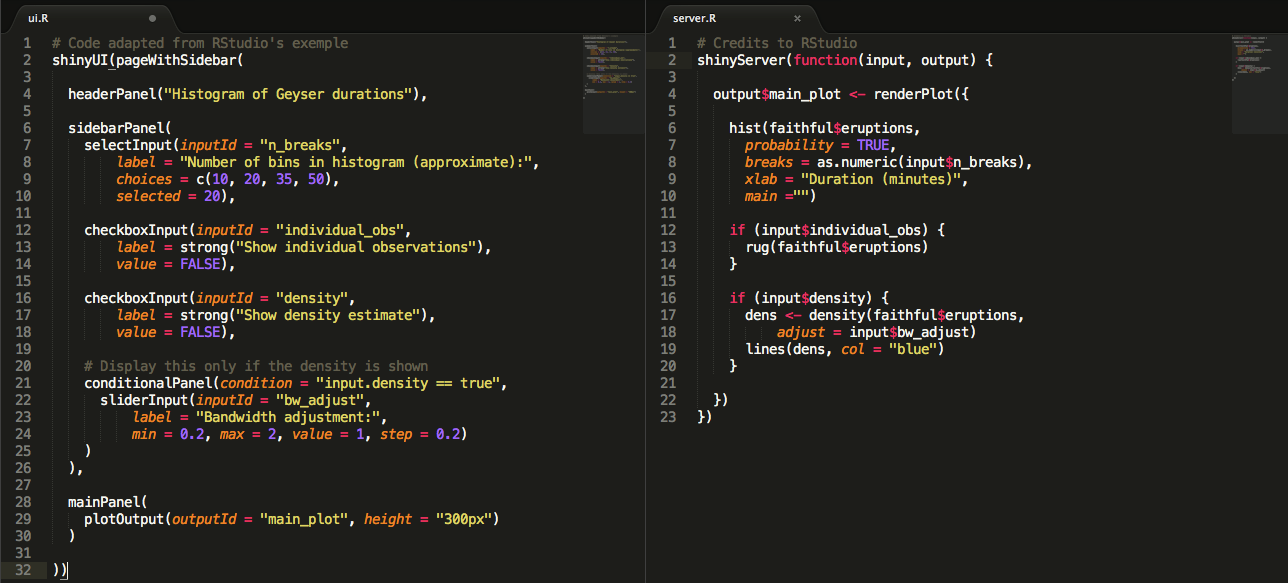 ui.R
1 # Code adapted from RStudio's exemple
2 shinyUI(pageWithSidebar(
3
4   headerPanel("Histogram of Geyser durations"),
5
6   sidebarPanel(
7     selectInput(inputId = "n_breaks",
8         label = "Number of bins in histogram (approximate):",
9         choices = c(10, 20, 35, 50),
10         selected = 20),
11
12     checkboxInput(inputId = "individual_obs",
13         label = strong("Show individual observations"),
14         value = FALSE),
15
16     checkboxInput(inputId = "density",
17         label = strong("Show density estimate"),
18         value = FALSE),
19
20     # Display this only if the density is shown
21     conditionalPanel(condition = "input.density == true",
22       sliderInput(inputId = "bw_adjust",
23           label = "Bandwidth adjustment:",
24           min = 0.2, max = 2, value = 1, step = 0.2)
25     )
26   ),
27
28   mainPanel(
29     plotOutput(outputId = "main_plot", height = "300px")
30   )
31
32 ))
server.R
1 # Credits to RStudio
2 shinyServer(function(input, output) {
3
4   output$main_plot <- renderPlot({
5
6     hist(faithful$eruptions,
7       probability = TRUE,
8       breaks = as.numeric(input$n_breaks),
9       xlab = "Duration (minutes)",
10       main ="")
11
12     if (input$individual_obs) {
13       rug(faithful$eruptions)
14     }
15
16     if (input$density) {
17       dens <- density(faithful$eruptions,
18           adjust = input$bw_adjust)
19       lines(dens, col = "blue")
20     }
21
22   })
23 })